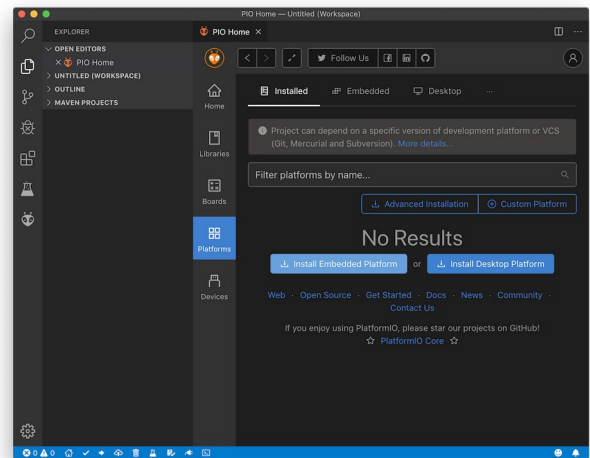 PIO Home — Untitled (Workspace)
EXPLORER
OPEN EDITORS
PIO Home
UNTITLED (WORKSPACE)
OUTLINE
MAVEN PROJECTS
PIO Home
Follow Us
Home
Libraries
Boards
Platforms
Devices
Installed
Embedded
Desktop
...
Project can depend on a specific version of development platform or VCS
(Git, Mercurial and Subversion). More details...
Filter platforms by name...
Advanced Installation
Custom Platform
No Results
Install Embedded Platform or Install Desktop Platform
Web · Open Source · Get Started · Docs · News · Community ·
Contact Us
If you enjoy using PlatformIO, please star our projects on GitHub!
PlatformIO Core
0 0